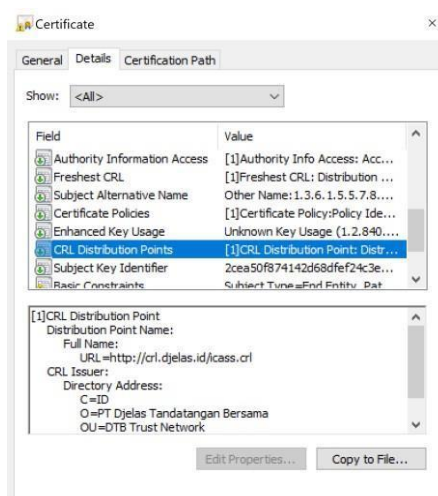 Certificate
General Details Certification Path
Show: <All>
Field Value
Authority Information Access [1]Authority Info Access: Acc...
Freshest CRL [1]Freshest CRL: Distribution ...
Subject Alternative Name Other Name:1.3.6.1.5.5.7.8....
Certificate Policies [1]Certificate Policy:Policy Ide...
Enhanced Key Usage Unknown Key Usage (1.2.840....
CRL Distribution Points [1]CRL Distribution Point: Distr...
Subject Key Identifier 2cea50f874142d68dfef24c3e...
Basic Constraints Subject Type=End Entity, Pat...
[1]CRL Distribution Point
Distribution Point Name:
Full Name:
URL=http://crl.djelas.id/icass.crl
CRL Issuer:
Directory Address:
C=ID
O=PT Djelas Tandatangan Bersama
OU=DTB Trust Network
Edit Properties... Copy to File...